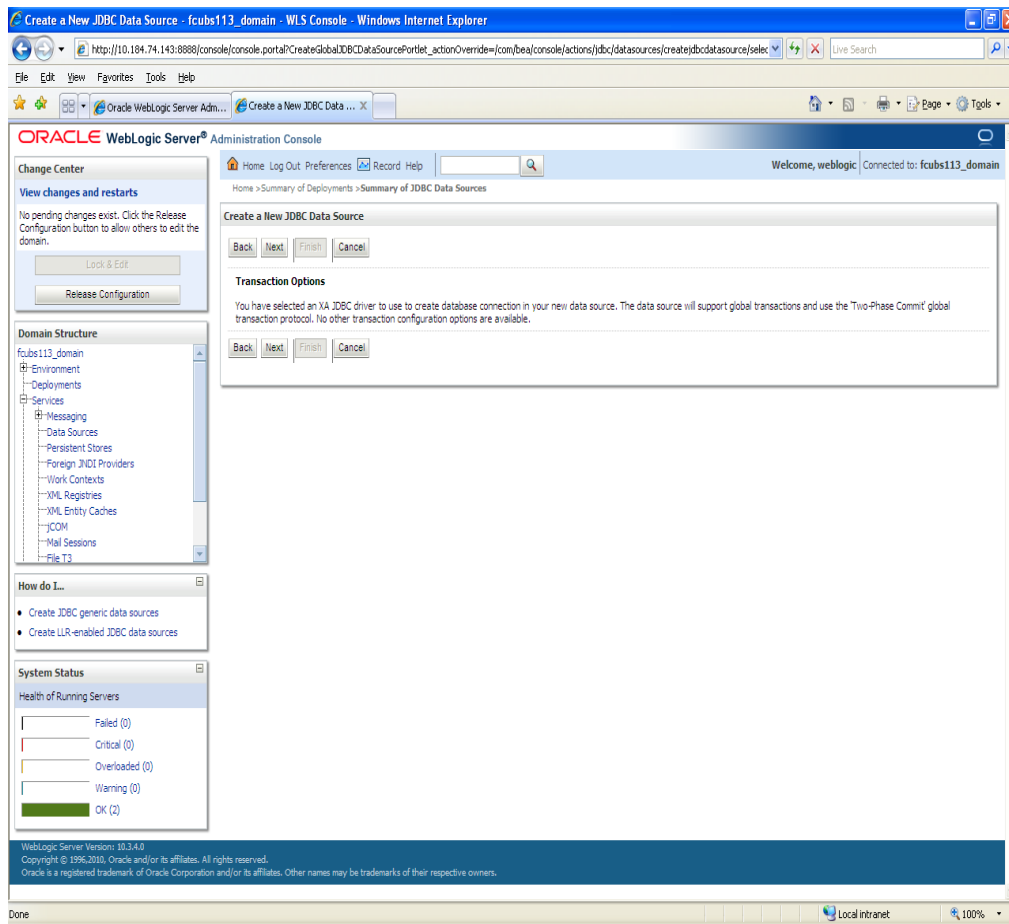 Create a New JDBC Data Source - fcubs113_domain - WLS Console - Windows Internet Explorer
http://10.184.74.143:8888/console/console.portal?CreateGlobalJDBCDataSourcePortlet_actionOverride=/com/bea/console/actions/jdbc/datasources/createjdbcdatasource/selec
Live Search
File Edit View Favorites Tools Help
Oracle WebLogic Server Adm...
Create a New JDBC Data ... X
Page
Tools
ORACLE WebLogic Server® Administration Console
Change Center
View changes and restarts
No pending changes exist. Click the Release
Configuration button to allow others to edit the
domain.
Lock & Edit
Release Configuration
Domain Structure
fcubs113_domain
Environment
Deployments
Services
Messaging
Data Sources
Persistent Stores
Foreign JNDI Providers
Work Contexts
XML Registries
XML Entity Caches
jCOM
Mail Sessions
File T3
How do I...
Create JDBC generic data sources
Create LLR-enabled JDBC data sources
System Status
Health of Running Servers
Failed (0)
Critical (0)
Overloaded (0)
Warning (0)
OK (2)
Home Log Out Preferences Record Help
Welcome, weblogic Connected to: fcubs113_domain
Home >Summary of Deployments >Summary of JDBC Data Sources
Create a New JDBC Data Source
Back Next Finish Cancel
Transaction Options
You have selected an XA JDBC driver to use to create database connection in your new data source. The data source will support global transactions and use the 'Two-Phase Commit' global
transaction protocol. No other transaction configuration options are available.
Back Next Finish Cancel
WebLogic Server Version: 10.3.4.0
Copyright © 1996,2010, Oracle and/or its affiliates. All rights reserved.
Oracle is a registered trademark of Oracle Corporation and/or its affiliates. Other names may be trademarks of their respective owners.
Done
Local intranet
100%